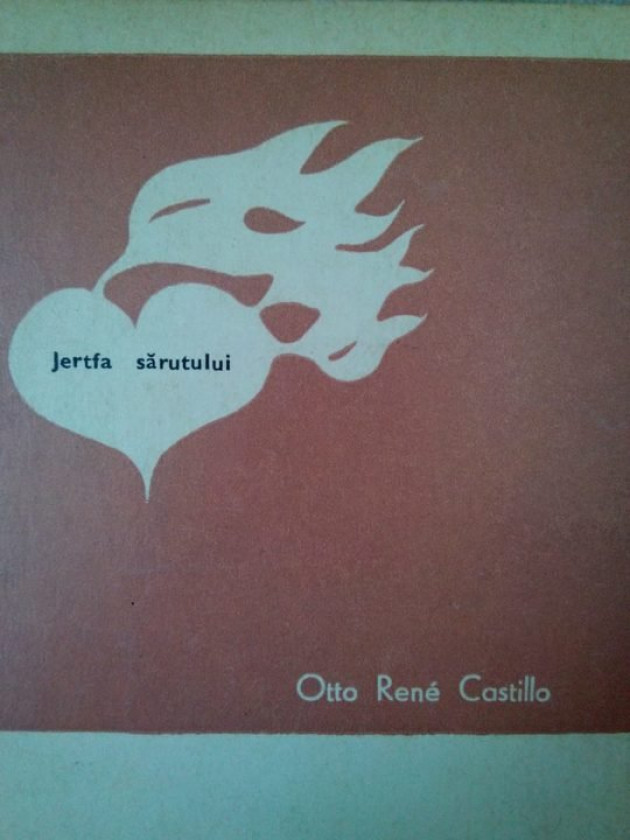 Jertfa sărutului
Otto René Castillo